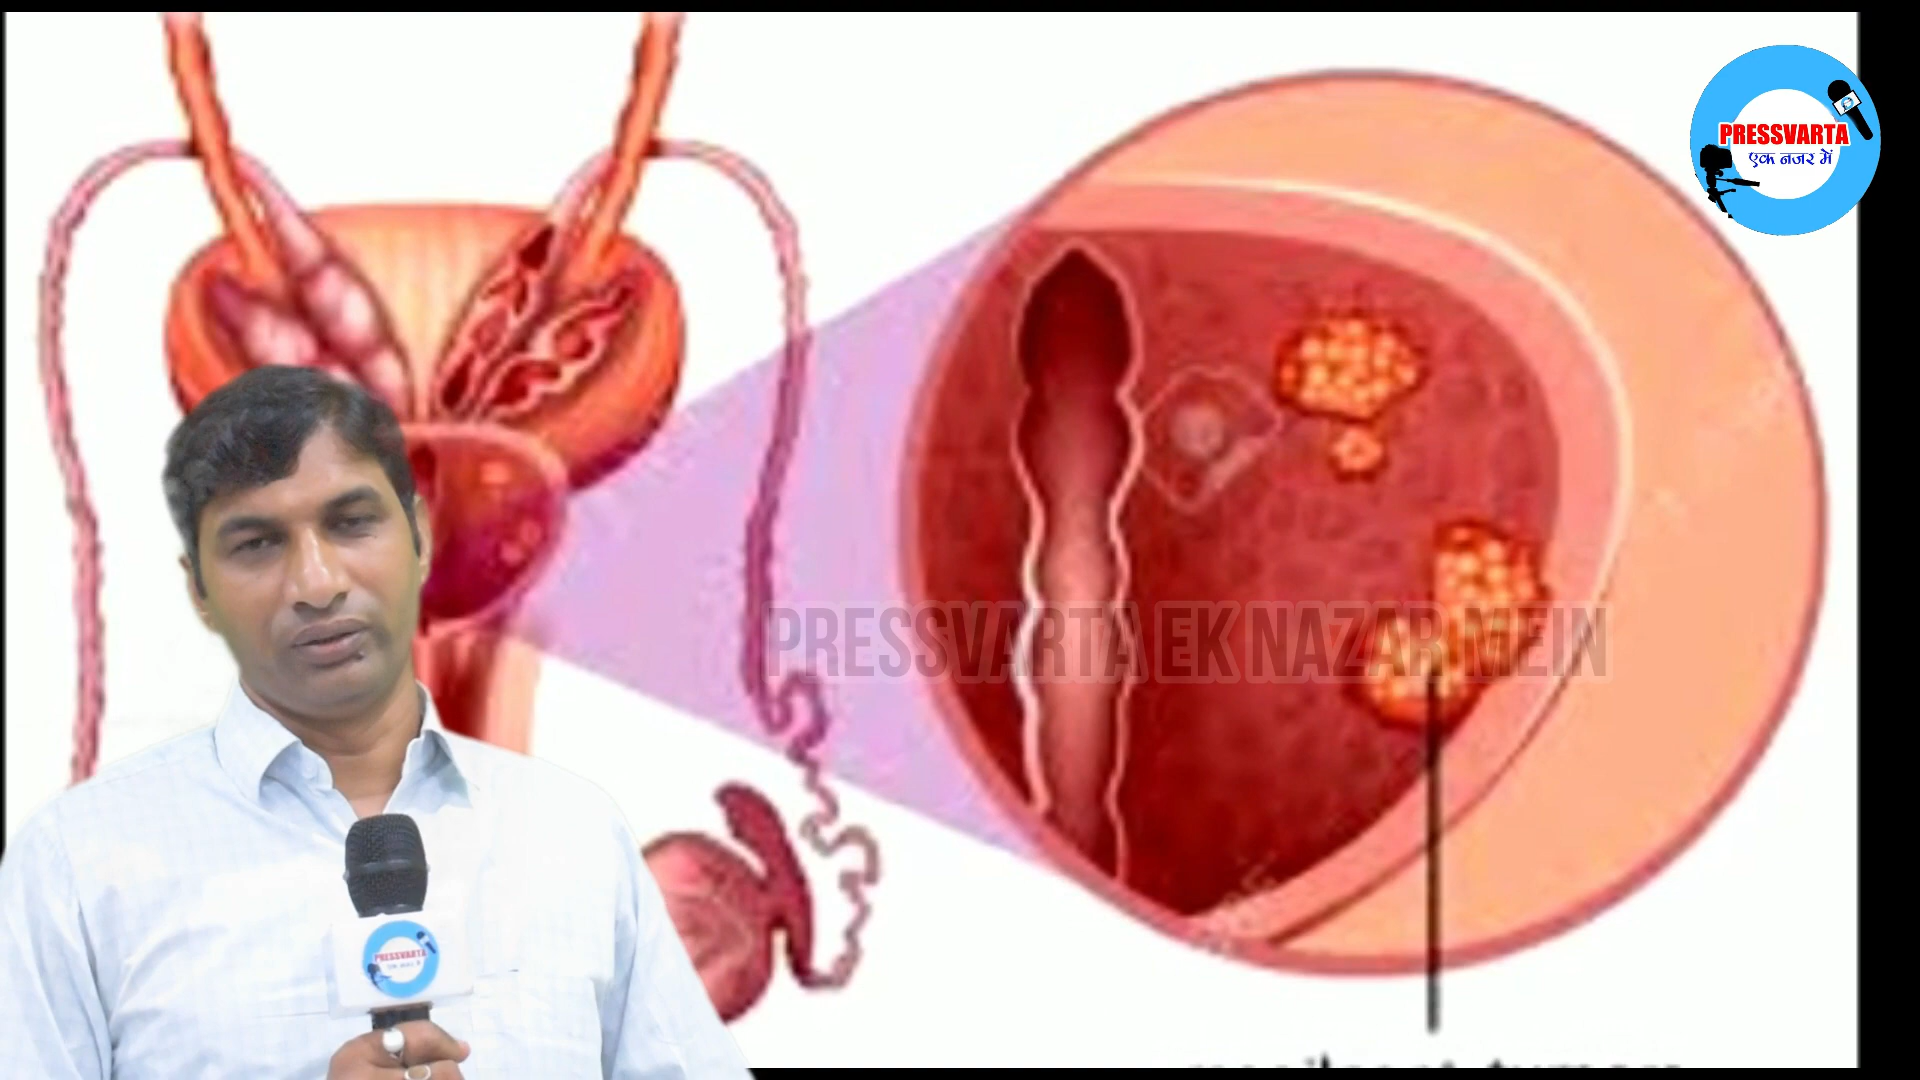 PRESSVARTA
एक नजर में
PRESSVARTA EK NAZAR MEIN
PRESSVARTA